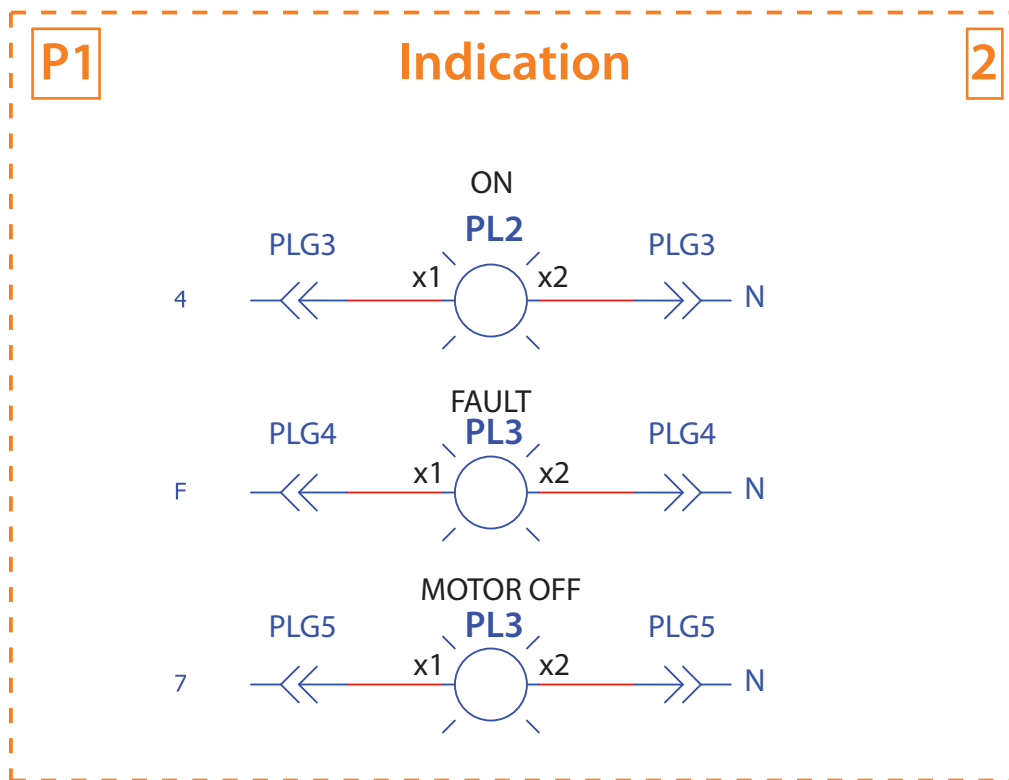 P1 Indication 2
ON
PL2
PLG3 PLG3
x1 x2
4 N
FAULT
PL3
PLG4 PLG4
x1 x2
F N
MOTOR OFF
PL3
PLG5 PLG5
x1 x2
7 N